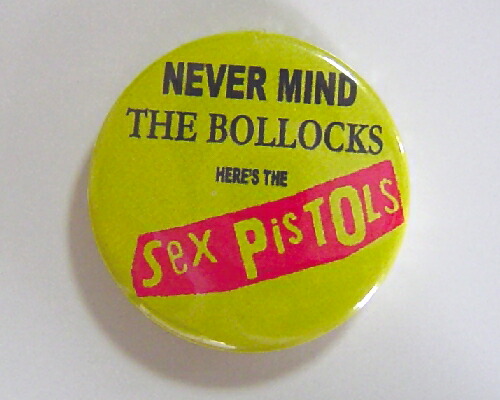 NEVER MIND
THE BOLLOCKS
HERE'S THE
Sex PiSTOLS